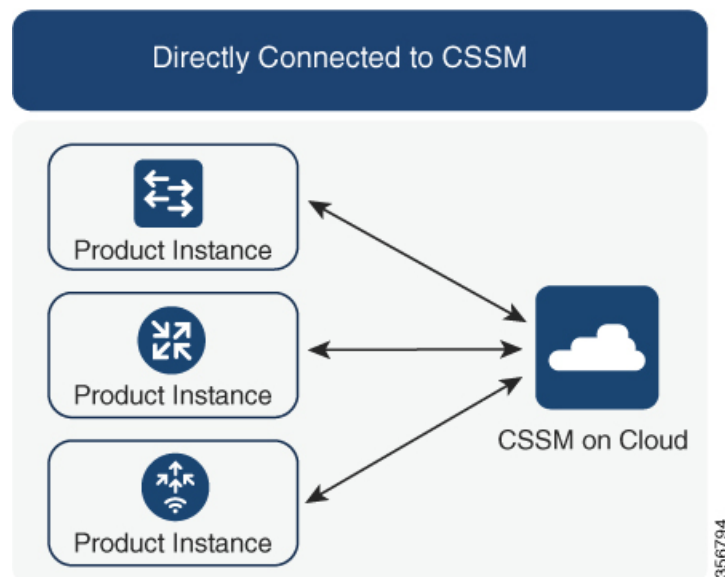 Directly Connected to CSSM
Product Instance
Product Instance
CSSM on Cloud
Product Instance
356794